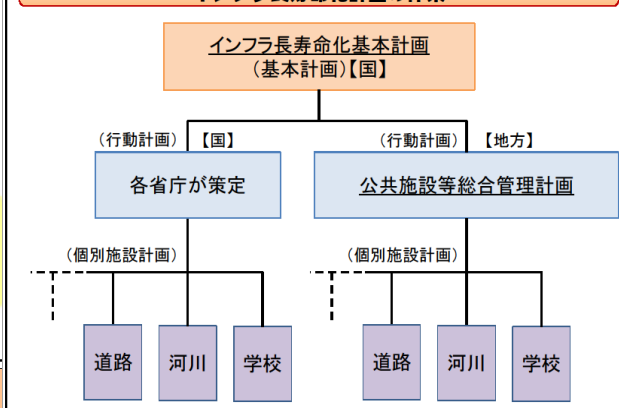 インフラ長寿命化基本計画
(基本計画)【国】
(行動計画) 【国】
(行動計画) 【地方】
各省庁が策定
公共施設等総合管理計画
(個別施設計画)
(個別施設計画)
道路
河川
学校
道路
河川
学校